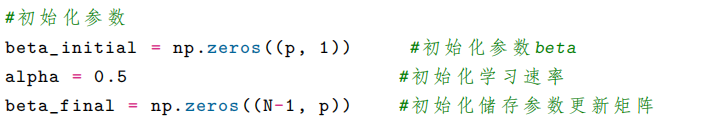 #初始化参数
beta_initial = np.zeros((p, 1)) #初始化参数beta
alpha = 0.5 #初始化学习速率
beta_final = np.zeros((N-1, p)) #初始化储存参数更新矩阵